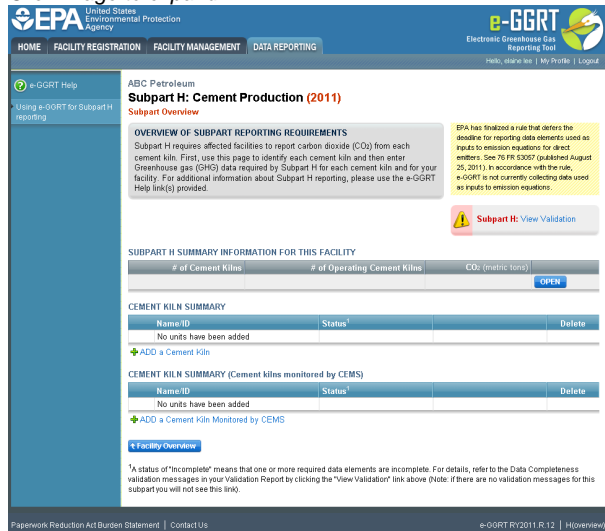 EPA United States
Environmental Protection
Agency
e-GGRT
Electronic Greenhouse Gas
Reporting Tool
HOME FACILITY REGISTRATION FACILITY MANAGEMENT DATA REPORTING
Hello, elaine lee | My Profile | Logout
e-GGRT Help
Using e-GGRT for Subpart H
reporting
ABC Petroleum
Subpart H: Cement Production (2011)
Subpart Overview
OVERVIEW OF SUBPART REPORTING REQUIREMENTS
Subpart H requires affected facilities to report carbon dioxide (CO₂) from each
cement kiln. First, use this page to identify each cement kiln and then enter
Greenhouse gas (GHG) data required by Subpart H for each cement kiln and for your
facility. For additional information about Subpart H reporting, please use the e-GGRT
Help link(s) provided.
EPA has finalized a rule that defers the
deadline for reporting data elements used as
inputs to emission equations for direct
emitters. See 76 FR 53057 (published August
25, 2011). In accordance with the rule,
e-GGRT is not currently collecting data used
as inputs to emission equations.
Subpart H: View Validation
SUBPART H SUMMARY INFORMATION FOR THIS FACILITY
# of Cement Kilns # of Operating Cement Kilns CO₂ (metric tons)
OPEN
CEMENT KILN SUMMARY
Name/ID Status¹ Delete
No units have been added
ADD a Cement Kiln
CEMENT KILN SUMMARY (Cement kilns monitored by CEMS)
Name/ID Status¹ Delete
No units have been added
ADD a Cement Kiln Monitored by CEMS
Facility Overview
¹A status of "Incomplete" means that one or more required data elements are incomplete. For details, refer to the Data Completeness
validation messages in your Validation Report by clicking the "View Validation" link above (Note: if there are no validation messages for this
subpart you will not see this link).
Paperwork Reduction Act Burden Statement | Contact Us
e-GGRT RY2011.R.12 | H(overview)